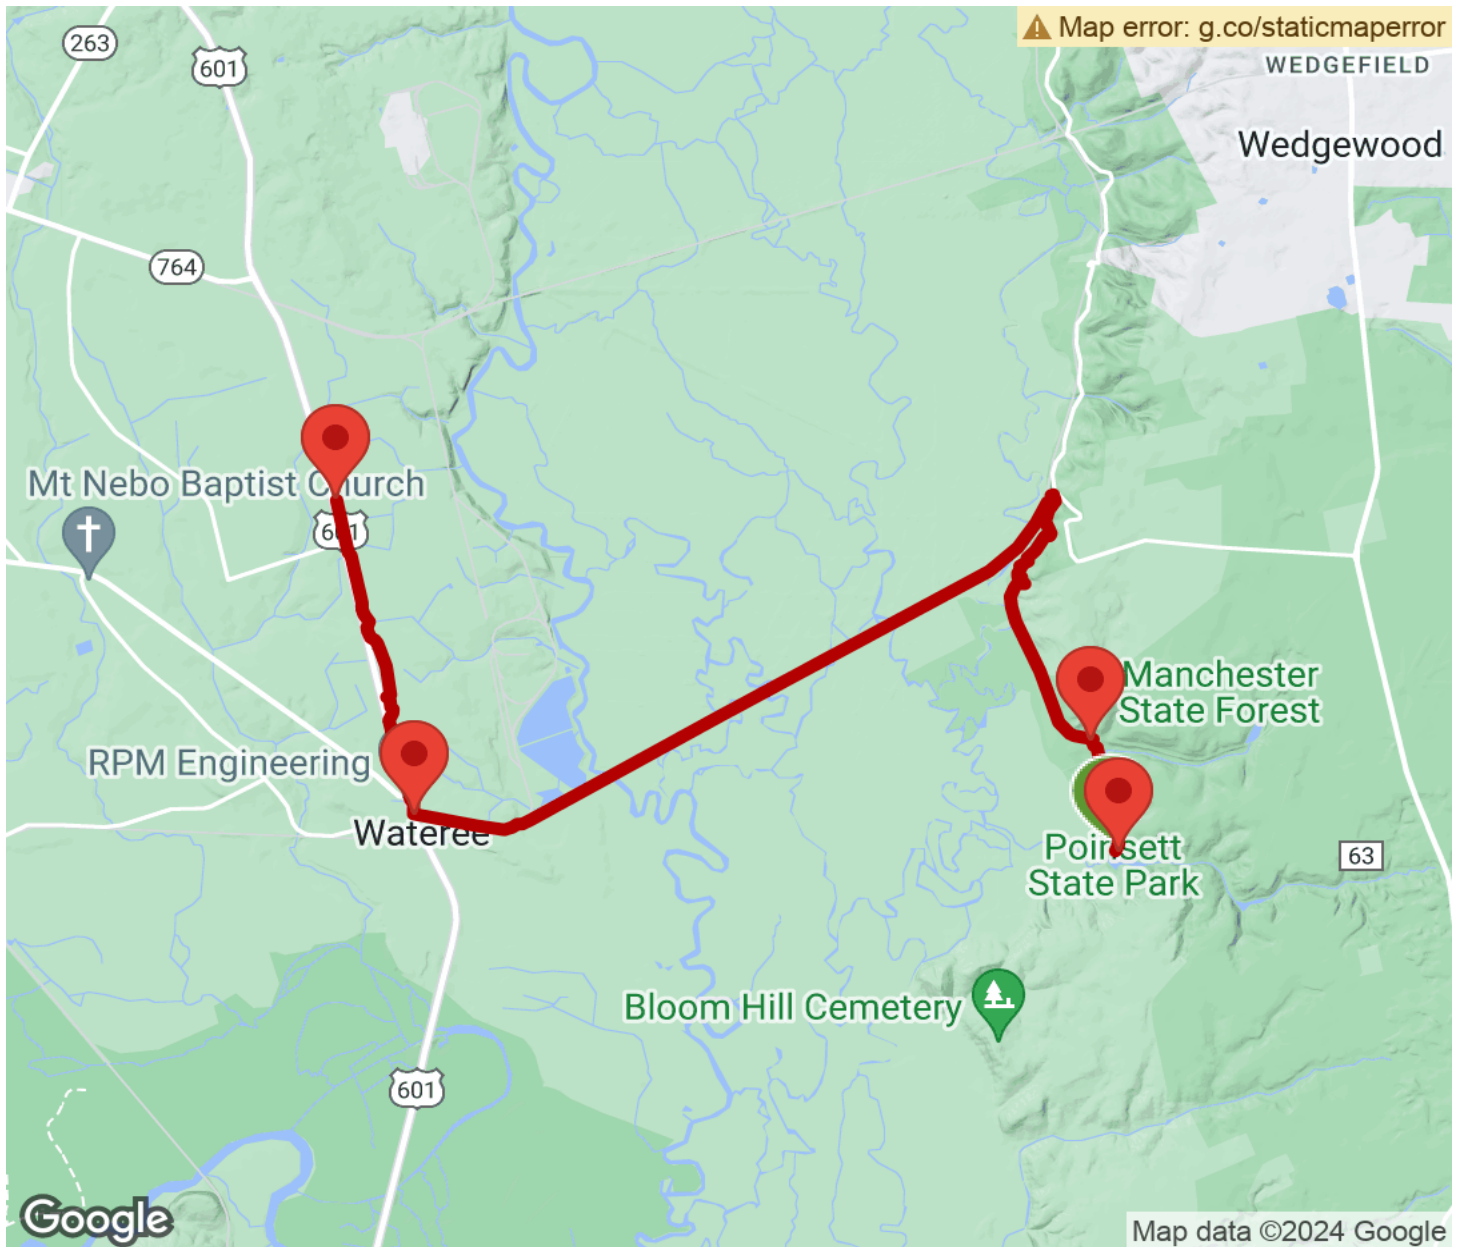 Map error: g.co/staticmaperror
263
601
WEDGEFIELD
Wedgewood
764
Mt Nebo Baptist Church
601
Manchester
State Forest
RPM Engineering
Wateree
Poinsett
State Park
63
Bloom Hill Cemetery
601
Google
Map data ©2024 Google